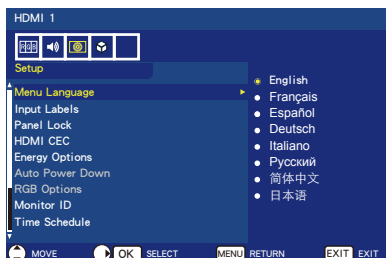 HDMI 1
RGB
Setup
Menu Language
Input Labels
Panel Lock
HDMI CEC
Energy Options
Auto Power Down
RGB Options
Monitor ID
Time Schedule
English
Français
Español
Deutsch
Italiano
Русский
简体中文
日本语
MOVE OK SELECT MENU RETURN EXIT EXIT